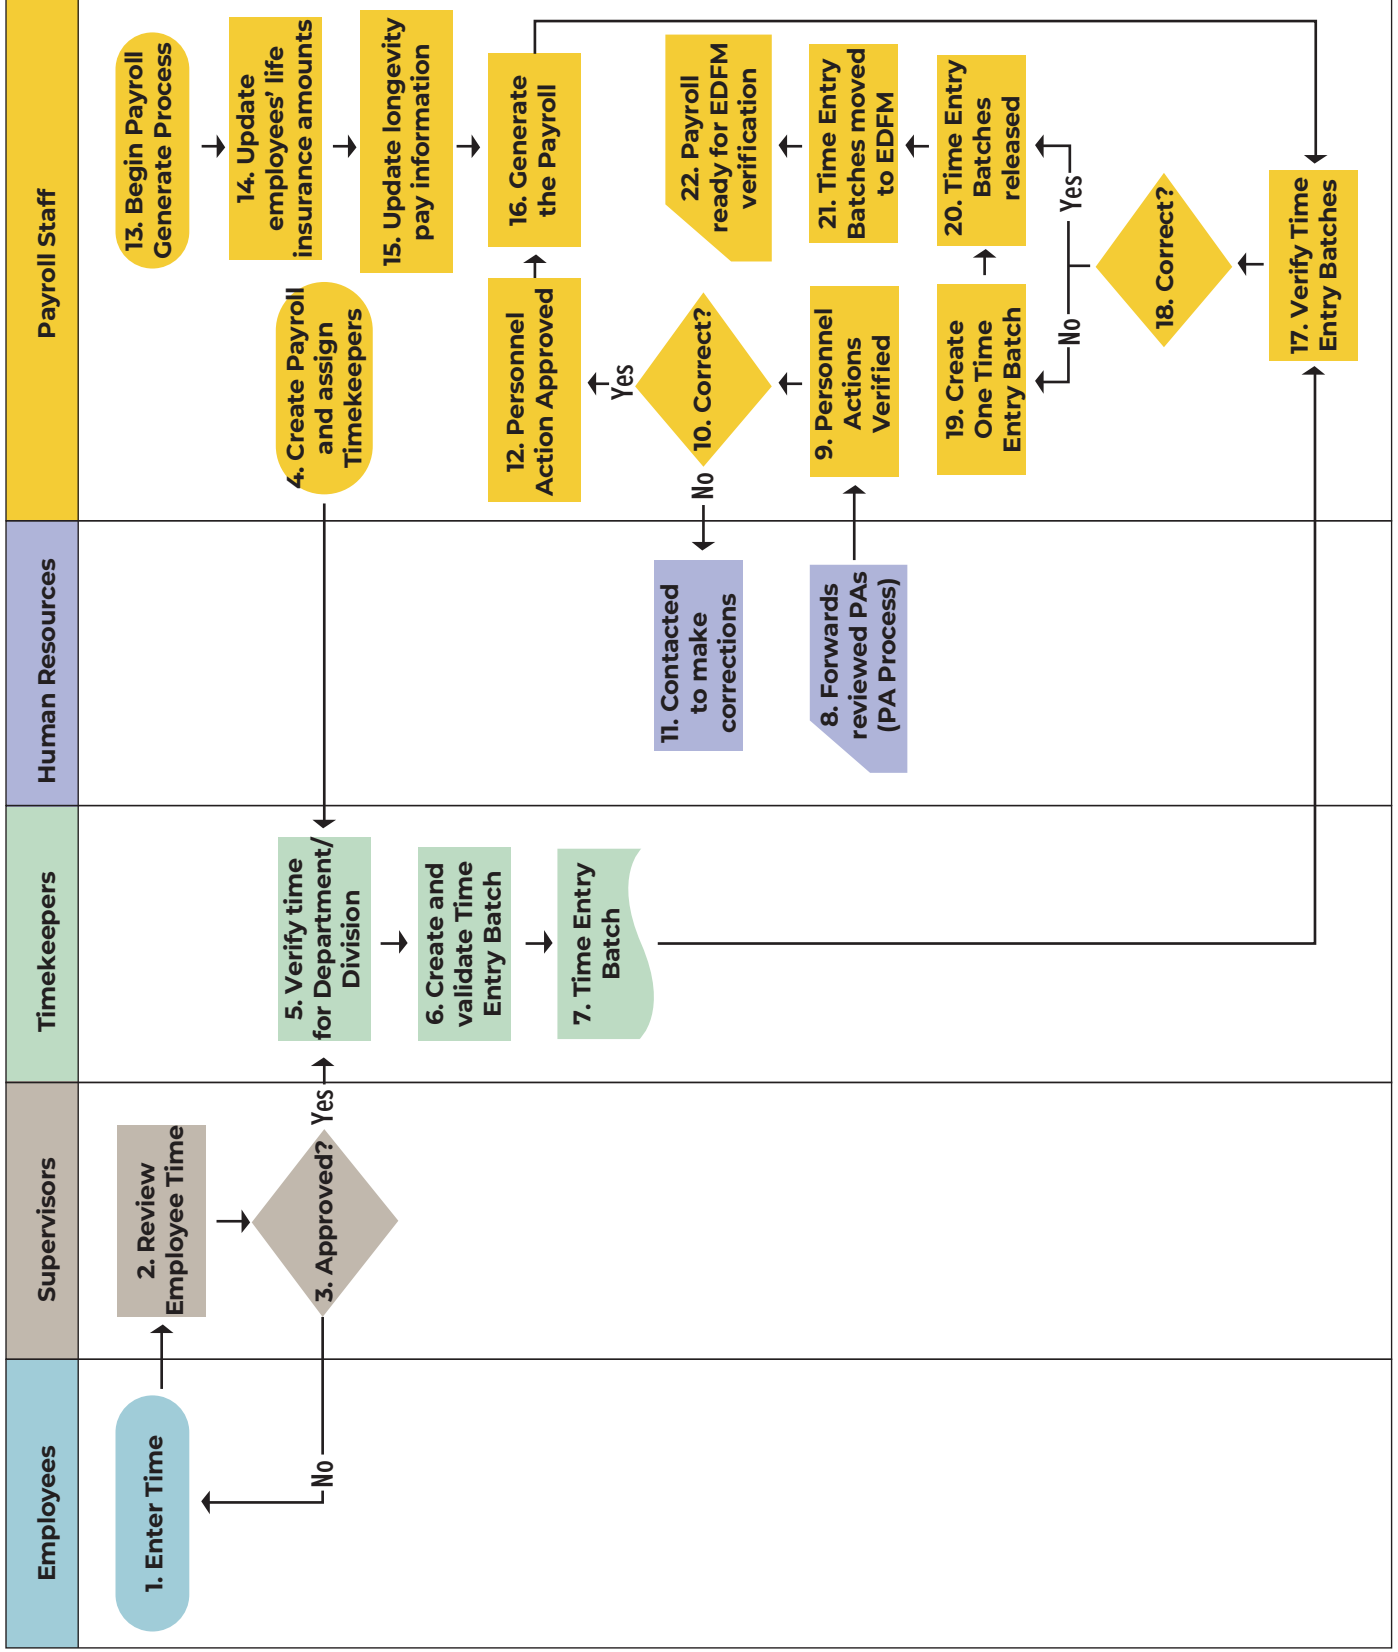 Employees
Supervisors
Timekeepers
Human Resources
Payroll Staff
1. Enter Time
2. Review
Employee Time
3. Approved?
No
Yes
4. Create Payroll
and assign
Timekeepers
5. Verify time
for Department/
Division
6. Create and
validate Time
Entry Batch
7. Time Entry
Batch
8. Forwards
reviewed PAs
(PA Process)
9. Personnel
Actions
Verified
10. Correct?
No
Yes
11. Contacted
to make
corrections
12. Personnel
Action Approved
13. Begin Payroll
Generate Process
14. Update
employees' life
insurance amounts
15. Update longevity
pay information
16. Generate
the Payroll
17. Verify Time
Entry Batches
18. Correct?
No
Yes
19. Create
One Time
Entry Batch
20. Time Entry
Batches
released
21. Time Entry
Batches moved
to EDFM
22. Payroll
ready for EDFM
verification